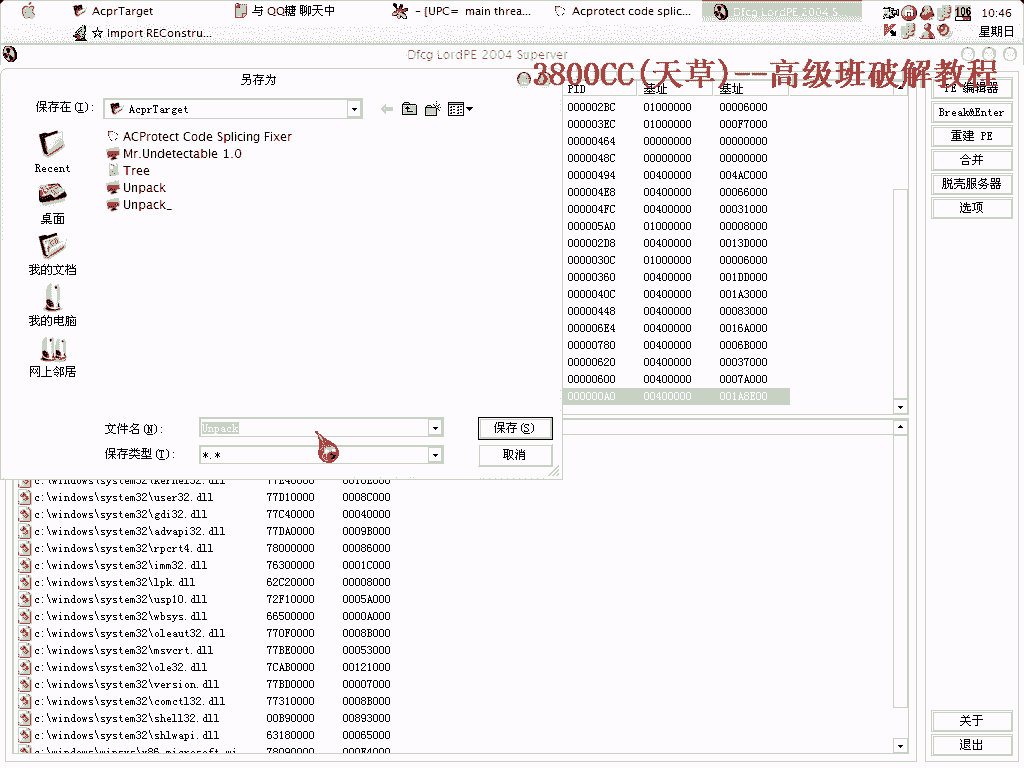 AcprTarget
与 QQ糖 聊天中
- [UPC= main threa...
Acprotect code splic...
Dfcg LordPE 2004 S...
106
10:46
☆ Import REConstru...
星期日
Dfcg LordPE 2004 Superver
3800CC(天草)--高级班破解教程
另存为
PID
基址
基址
PE 编辑器
保存在(I):
AcprTarget
000002BC 01000000 00006000
Break&Enter
000003EC 01000000 000F7000
ACProtect Code Splicing Fixer
00000464 00000000 00000000
重建 PE
Mr.Undetectable 1.0
0000048C 00000000 00000000
合并
Recent
Tree
00000494 00400000 004AC000
Unpack
000004E8 00400000 00066000
脱壳服务器
Unpack_
000004FC 00400000 00031000
选项
桌面
000005A0 01000000 00008000
000002D8 00400000 0013D000
0000030C 01000000 00006000
我的文档
00000360 00400000 001DD000
0000040C 00400000 001A3000
00000448 00400000 00083000
我的电脑
000006E4 00400000 0016A000
00000780 00400000 0006B000
00000620 00400000 00037000
网上邻居
00000600 00400000 0007A000
000000A0 00400000 001A8E00
文件名(N):
Unpack
保存(S)
保存类型(T):
*.*
取消
c:\windows\system32\user32.dll 77D10000 0008C000
c:\windows\system32\gdi32.dll 77C40000 00040000
c:\windows\system32\advapi32.dll 77DA0000 0009B000
c:\windows\system32\rpcrt4.dll 78000000 00086000
c:\windows\system32\imm32.dll 76300000 0001C000
c:\windows\system32\lpk.dll 62C20000 00008000
c:\windows\system32\usp10.dll 72F10000 0005A000
c:\windows\system32\wbsys.dll 66500000 0000A000
c:\windows\system32\oleaut32.dll 770F0000 0008B000
c:\windows\system32\msvcrt.dll 77BE0000 00053000
c:\windows\system32\ole32.dll 7CAB0000 00121000
c:\windows\system32\version.dll 77BD0000 00007000
c:\windows\system32\comctl32.dll 77310000 0008B000
c:\windows\system32\shell32.dll 00B90000 00893000
关于
c:\windows\system32\shlwapi.dll 63180000 00065000
退出